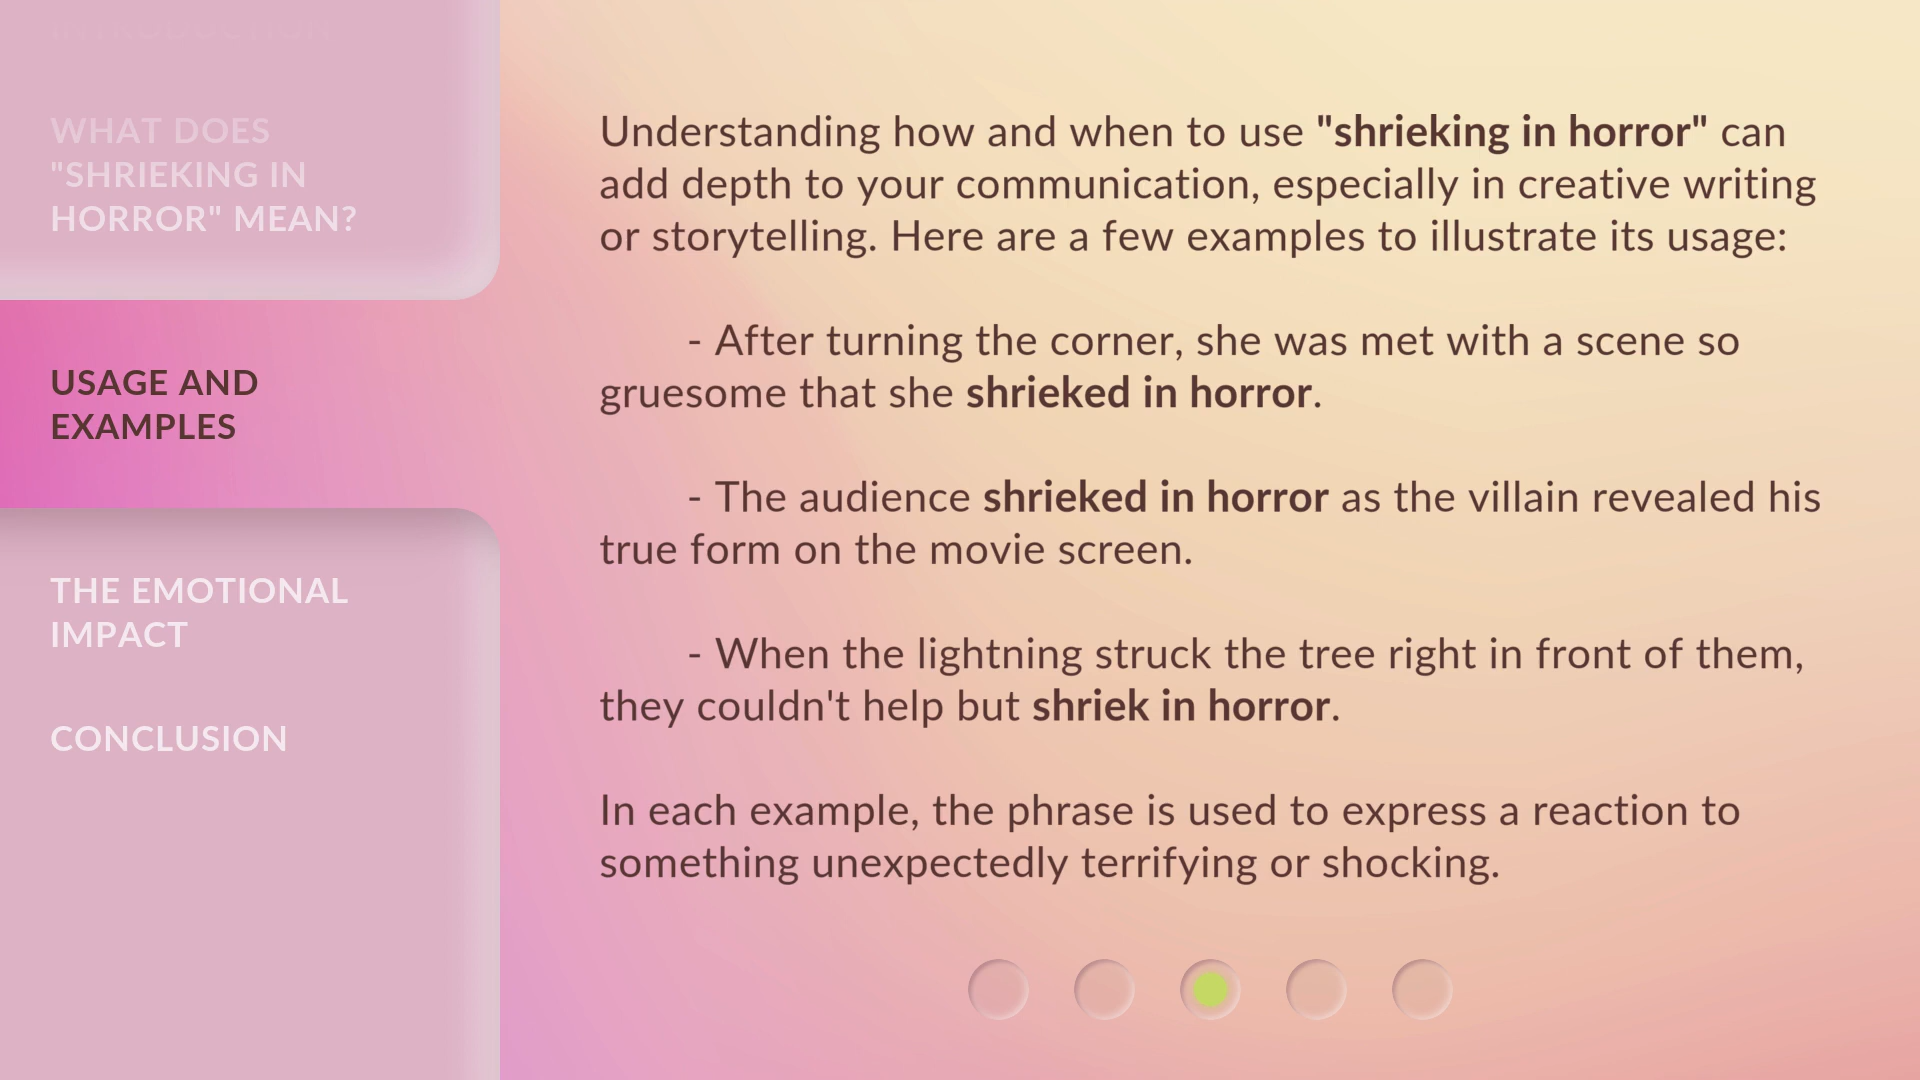 INTRODUCTION
WHAT DOES
"SHRIEKING IN
HORROR" MEAN?
USAGE AND
EXAMPLES
THE EMOTIONAL
IMPACT
CONCLUSION
Understanding how and when to use "shrieking in horror" can
add depth to your communication, especially in creative writing
or storytelling. Here are a few examples to illustrate its usage:
- After turning the corner, she was met with a scene so
gruesome that she shrieked in horror.
- The audience shrieked in horror as the villain revealed his
true form on the movie screen.
- When the lightning struck the tree right in front of them,
they couldn't help but shriek in horror.
In each example, the phrase is used to express a reaction to
something unexpectedly terrifying or shocking.